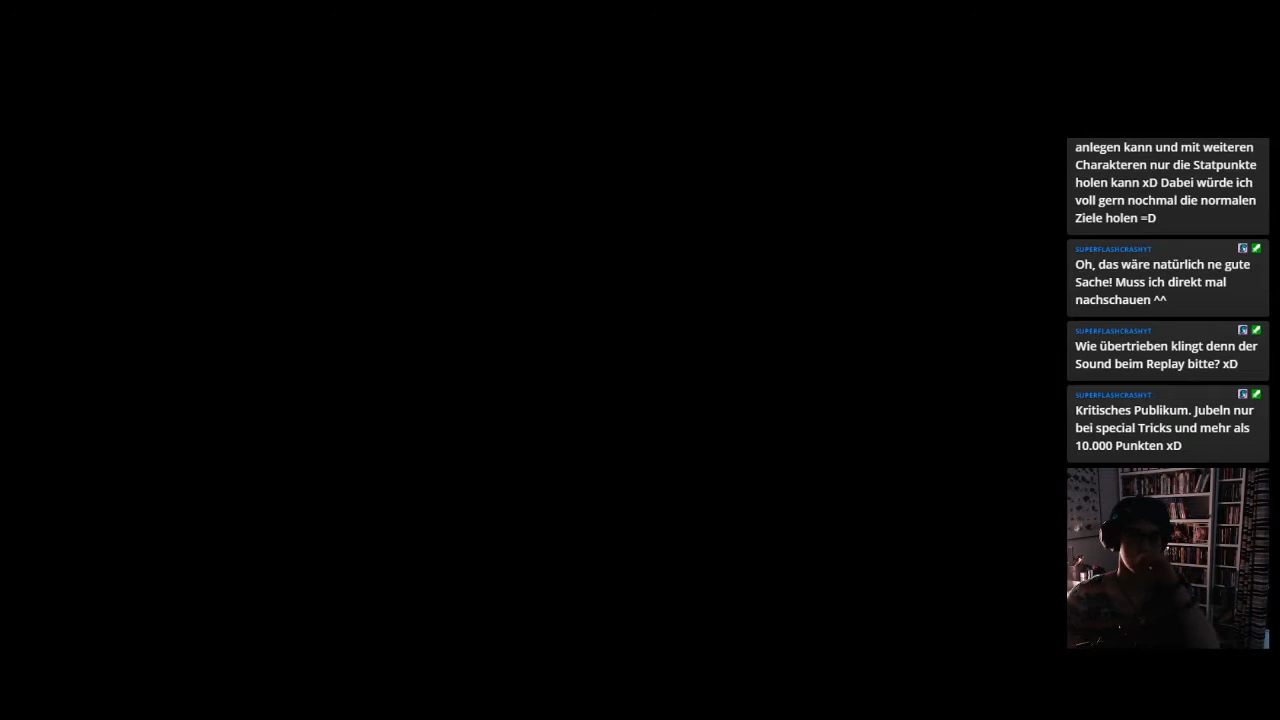 anlegen kann und mit weiteren
Charakteren nur die Statpunkte
holen kann xD Dabei würde ich
voll gern nochmal die normalen
Ziele holen =D
SUPERFLASHCRASHYT
Oh, das wäre natürlich ne gute
Sache! Muss ich direkt mal
nachschauen ^^
SUPERFLASHCRASHYT
Wie übertrieben klingt denn der
Sound beim Replay bitte? xD
SUPERFLASHCRASHYT
Kritisches Publikum. Jubeln nur
bei special Tricks und mehr als
10.000 Punkten xD